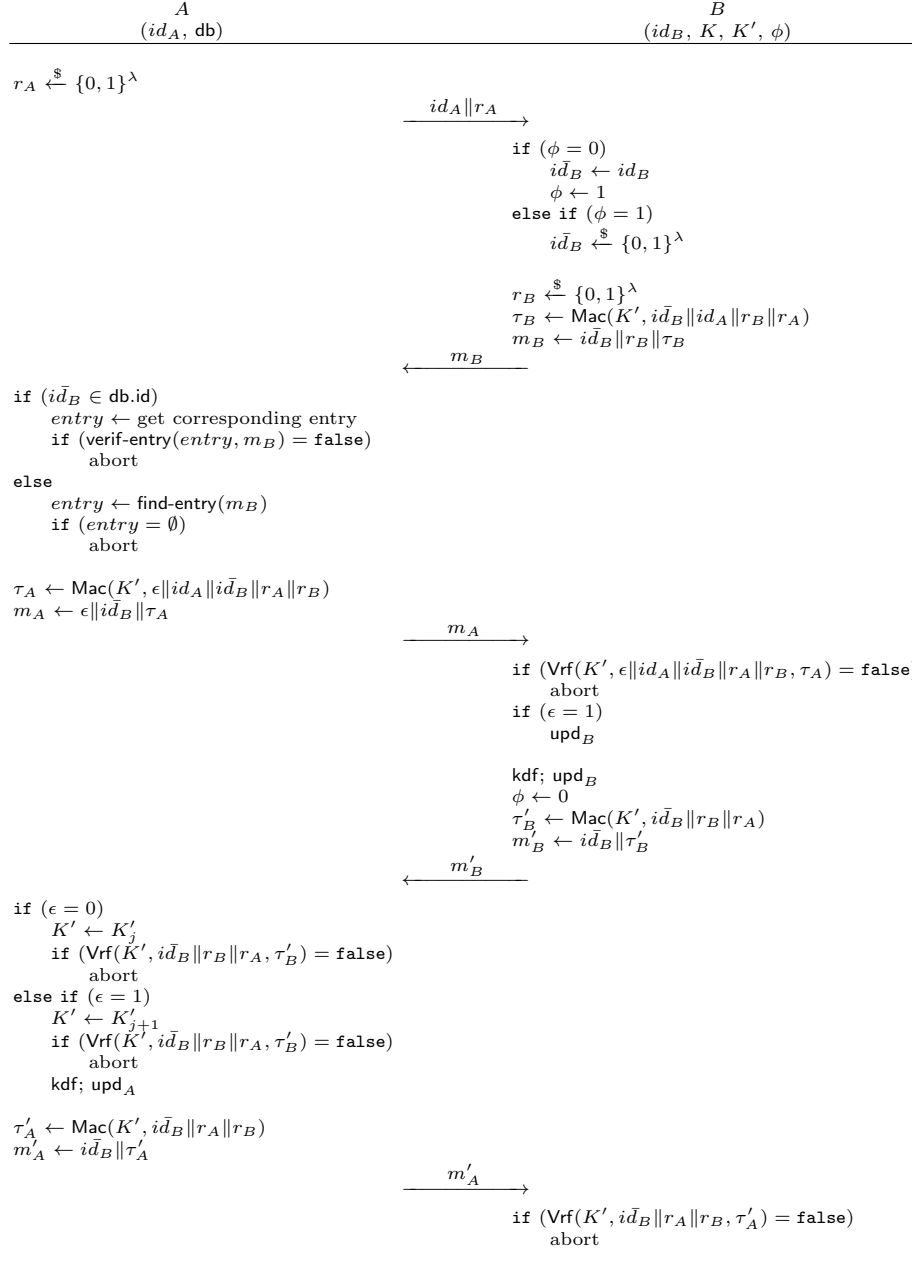 A B
(id_A, db) (id_B, K, K′, ϕ)
r_A ←$ {0, 1}^λ
id_A‖r_A
if (ϕ = 0)
id̄_B ← id_B
ϕ ← 1
else if (ϕ = 1)
id̄_B ←$ {0, 1}^λ
r_B ←$ {0, 1}^λ
τ_B ← Mac(K′, id̄_B‖id_A‖r_B‖r_A)
m_B ← id̄_B‖r_B‖τ_B
m_B
if (id̄_B ∈ db.id)
entry ← get corresponding entry
if (verif-entry(entry, m_B) = false)
abort
else
entry ← find-entry(m_B)
if (entry = ∅)
abort
τ_A ← Mac(K′, ϵ‖id_A‖id̄_B‖r_A‖r_B)
m_A ← ϵ‖id̄_B‖τ_A
m_A
if (Vrf(K′, ϵ‖id_A‖id̄_B‖r_A‖r_B, τ_A) = false)
abort
if (ϵ = 1)
upd_B
kdf; upd_B
ϕ ← 0
τ′_B ← Mac(K′, id̄_B‖r_B‖r_A)
m′_B ← id̄_B‖τ′_B
m′_B
if (ϵ = 0)
K′ ← K′_j
if (Vrf(K′, id̄_B‖r_B‖r_A, τ′_B) = false)
abort
else if (ϵ = 1)
K′ ← K′_{j+1}
if (Vrf(K′, id̄_B‖r_B‖r_A, τ′_B) = false)
abort
kdf; upd_A
τ′_A ← Mac(K′, id̄_B‖r_A‖r_B)
m′_A ← id̄_B‖τ′_A
m′_A
if (Vrf(K′, id̄_B‖r_A‖r_B, τ′_A) = false)
abort